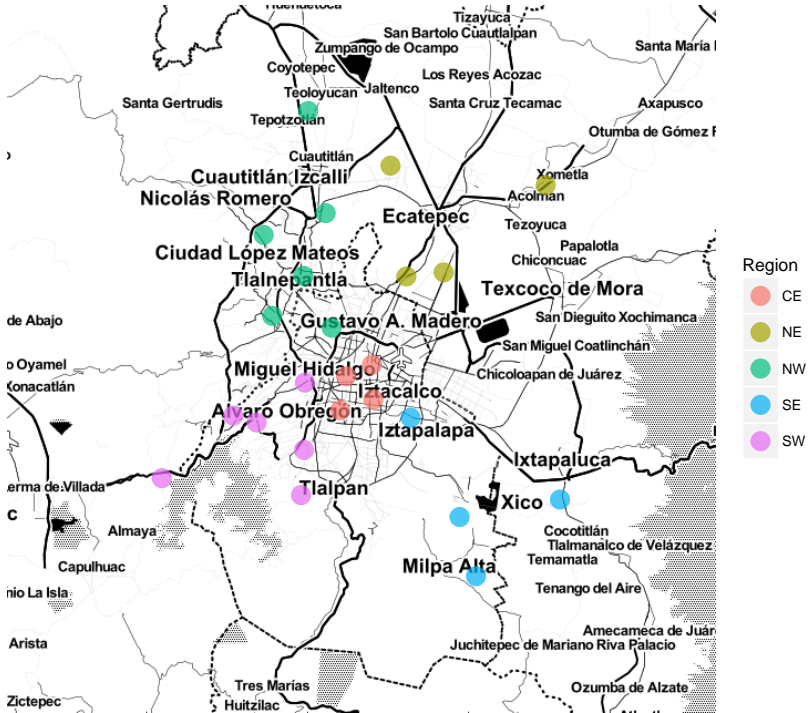 Huehuetoca
Tizayuca
San Bartolo Cuautlalpan
Zumpango de Ocampo
Santa María
Coyotepec
Los Reyes Acozac
Teoloyucan
Jaltenco
Santa Gertrudis
Santa Cruz Tecamac
Axapusco
Tepotzotlán
Otumba de Gómez F
Cuautitlán
Cuautitlán Izcalli
Xometla
Nicolás Romero
Acolman
Ecatepec
Tezoyuca
Ciudad López Mateos
Papalotla
Chiconcuac
Tlalnepantla
Texcoco de Mora
de Abajo
Gustavo A. Madero
San Dieguito Xochimanca
San Miguel Coatlinchán
o Oyamel
Miguel Hidalgo
Chicoloapan de Juárez
Xonacatlán
Iztacalco
Alvaro Obregón
Iztapalapa
Ixtapaluca
erma de Villada
Tlalpan
Xico
c
Almaya
Cocotitlán
Tlalmanalco de Velázquez
Temamatla
Capulhuac
Milpa Alta
nio La Isla
Tenango del Aire
Amecameca de Juár
Arista
Juchitepec de Mariano Riva Palacio
Tres Marías
Ozumba de Alzate
Zictepec
Huitzilac
Region
CE
NE
NW
SE
SW